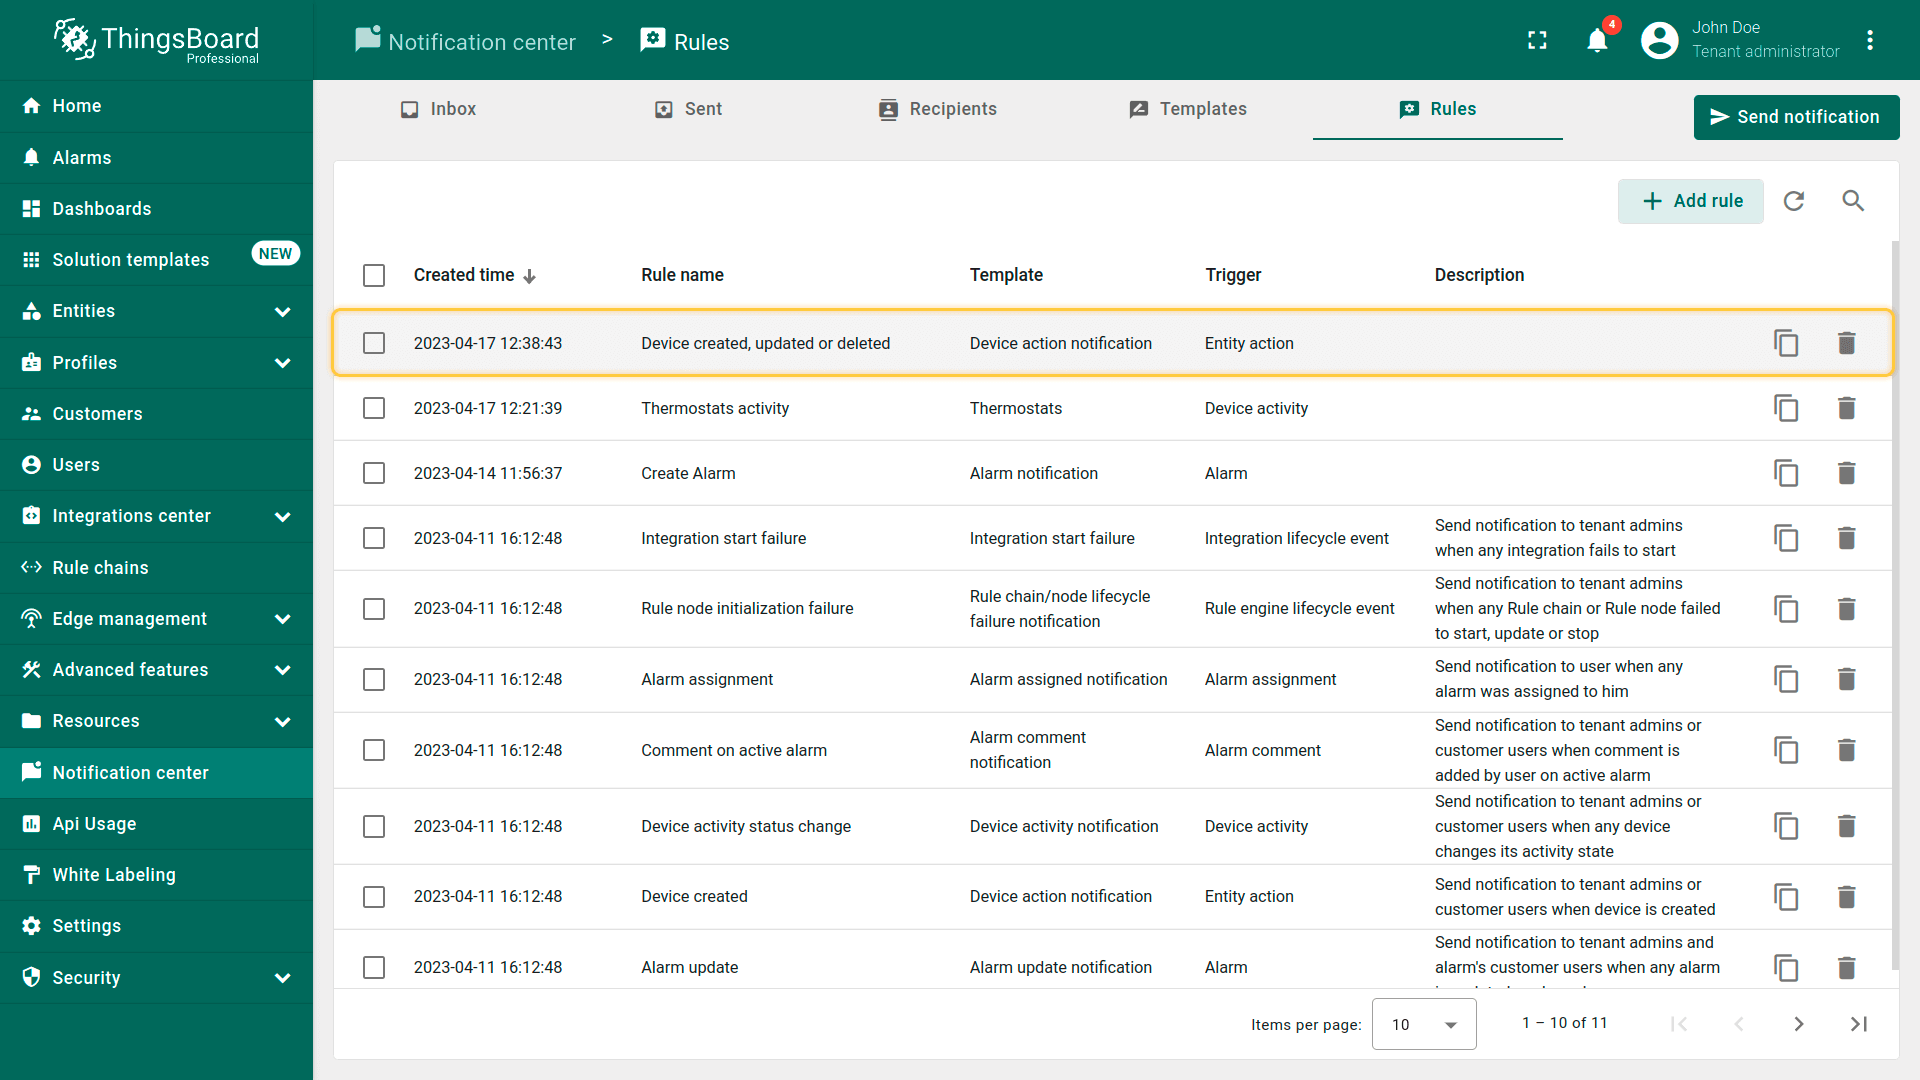 ThingsBoard
Professional
Notification center > Rules
4
John Doe
Tenant administrator
Home
Alarms
Dashboards
Solution templates NEW
Entities
Profiles
Customers
Users
Integrations center
Rule chains
Edge management
Advanced features
Resources
Notification center
Api Usage
White Labeling
Settings
Security
Inbox Sent Recipients Templates Rules
Send notification
Add rule
Created time Rule name Template Trigger Description
2023-04-17 12:38:43 Device created, updated or deleted Device action notification Entity action
2023-04-17 12:21:39 Thermostats activity Thermostats Device activity
2023-04-14 11:56:37 Create Alarm Alarm notification Alarm
2023-04-11 16:12:48 Integration start failure Integration start failure Integration lifecycle event
Send notification to tenant admins
when any integration fails to start
2023-04-11 16:12:48 Rule node initialization failure
Rule chain/node lifecycle
failure notification
Rule engine lifecycle event
Send notification to tenant admins
when any Rule chain or Rule node failed
to start, update or stop
2023-04-11 16:12:48 Alarm assignment Alarm assigned notification Alarm assignment
Send notification to user when any
alarm was assigned to him
2023-04-11 16:12:48 Comment on active alarm
Alarm comment
notification
Alarm comment
Send notification to tenant admins or
customer users when comment is
added by user on active alarm
2023-04-11 16:12:48 Device activity status change Device activity notification Device activity
Send notification to tenant admins or
customer users when any device
changes its activity state
2023-04-11 16:12:48 Device created Device action notification Entity action
Send notification to tenant admins or
customer users when device is created
2023-04-11 16:12:48 Alarm update Alarm update notification Alarm
Send notification to tenant admins and
alarm's customer users when any alarm
Items per page: 10 1 – 10 of 11